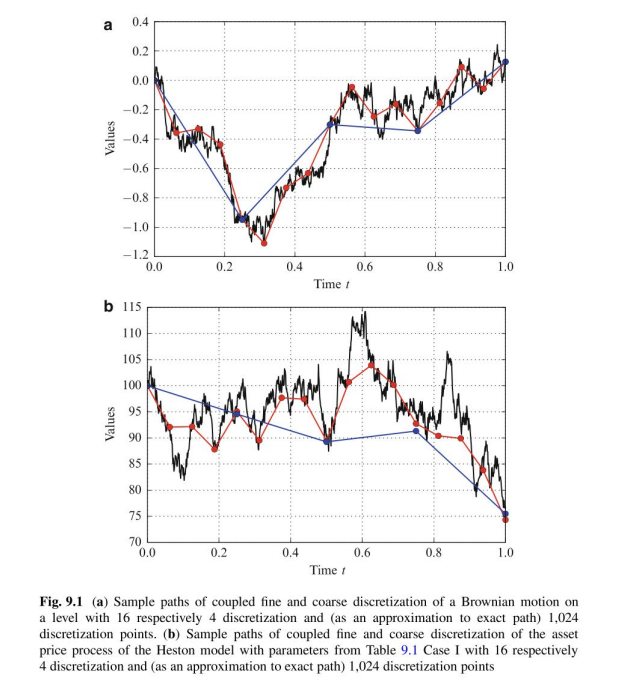 a
0.4
0.2
0.0
−0.2
−0.4
−0.6
−0.8
−1.0
−1.2
Values
0.0 0.2 0.4 0.6 0.8 1.0
Time t
b
115
110
105
100
95
90
85
80
75
70
Values
0.0 0.2 0.4 0.6 0.8 1.0
Time t
Fig. 9.1 (a) Sample paths of coupled fine and coarse discretization of a Brownian motion on
a level with 16 respectively 4 discretization and (as an approximation to exact path) 1,024
discretization points. (b) Sample paths of coupled fine and coarse discretization of the asset
price process of the Heston model with parameters from Table 9.1 Case I with 16 respectively
4 discretization and (as an approximation to exact path) 1,024 discretization points